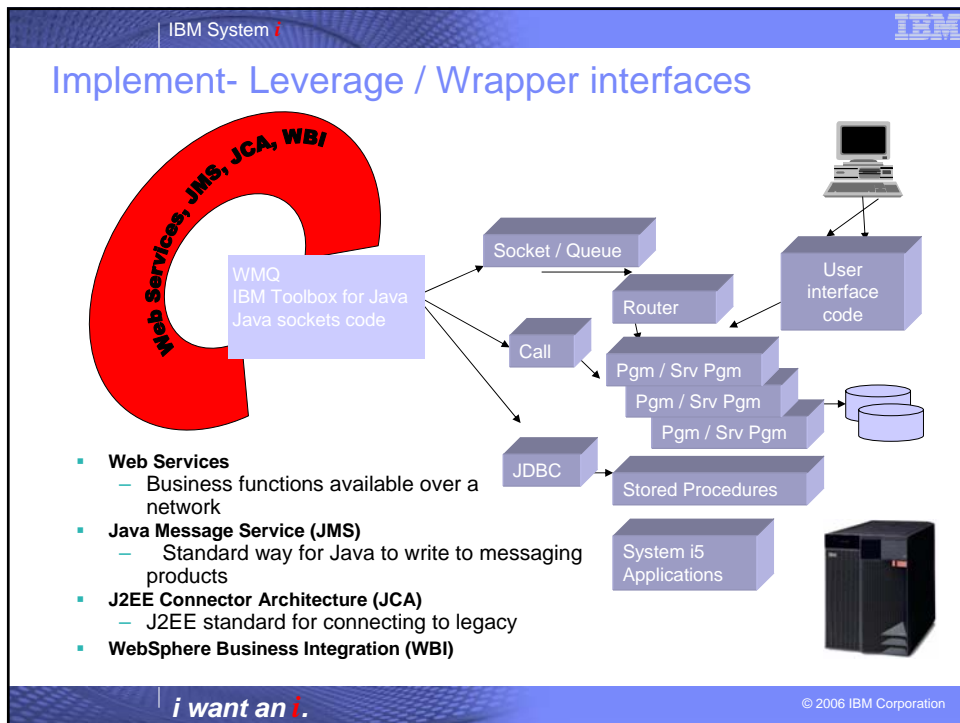 IBM System i
IBM
Implement- Leverage / Wrapper interfaces
Web Services, JMS, JCA, WBI
WMQ
IBM Toolbox for Java
Java sockets code
Socket / Queue
Router
Call
User
interface
code
Pgm / Srv Pgm
Pgm / Srv Pgm
Pgm / Srv Pgm
JDBC
Stored Procedures
System i5
Applications
▪ Web Services
– Business functions available over a
network
▪ Java Message Service (JMS)
– Standard way for Java to write to messaging
products
▪ J2EE Connector Architecture (JCA)
– J2EE standard for connecting to legacy
▪ WebSphere Business Integration (WBI)
i want an i.
© 2006 IBM Corporation